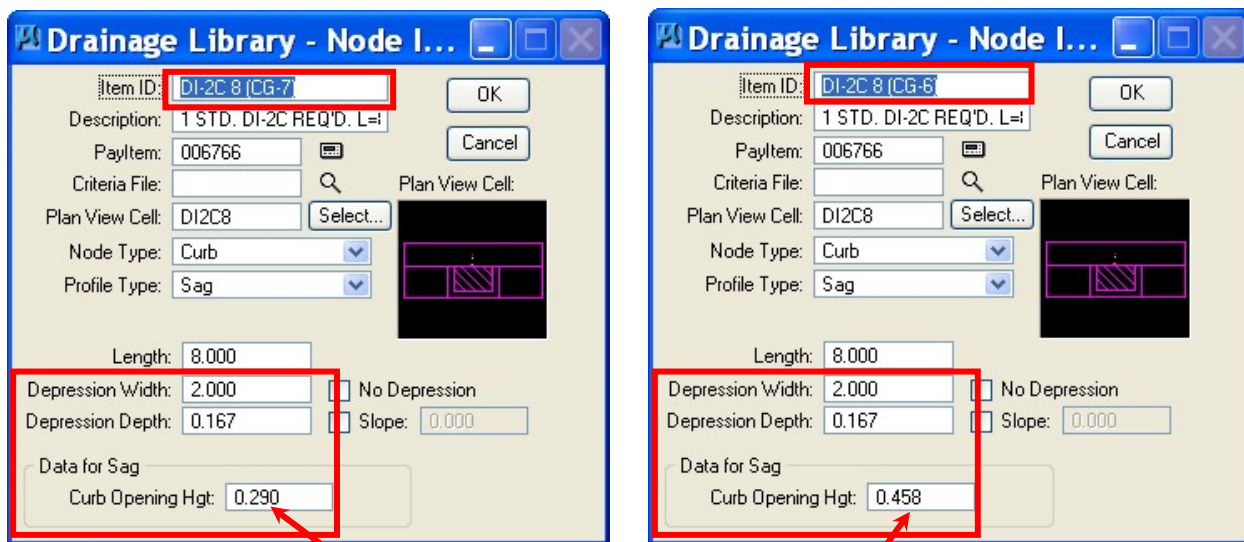 Drainage Library - Node I...
Item ID: DI-2C 8 (CG-7)
OK
Description: 1 STD. DI-2C REQ'D. L=8
Cancel
PayItem: 006766
Criteria File:
Plan View Cell:
Plan View Cell: DI2C8 Select...
Node Type: Curb
Profile Type: Sag
Length: 8.000
Depression Width: 2.000 No Depression
Depression Depth: 0.167 Slope: 0.000
Data for Sag
Curb Opening Hgt: 0.290
Drainage Library - Node I...
Item ID: DI-2C 8 (CG-6)
OK
Description: 1 STD. DI-2C REQ'D. L=8
Cancel
PayItem: 006766
Criteria File:
Plan View Cell:
Plan View Cell: DI2C8 Select...
Node Type: Curb
Profile Type: Sag
Length: 8.000
Depression Width: 2.000 No Depression
Depression Depth: 0.167 Slope: 0.000
Data for Sag
Curb Opening Hgt: 0.458